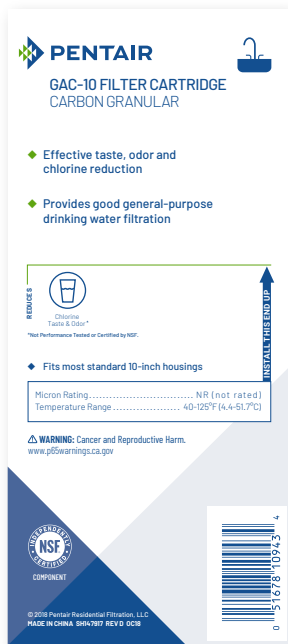 PENTAIR
GAC-10 FILTER CARTRIDGE
CARBON GRANULAR
Effective taste, odor and
chlorine reduction
Provides good general-purpose
drinking water filtration
REDUCES
Chlorine
Taste & Odor*
*Not Performance Tested or Certified by NSF.
INSTALL THIS END UP
Fits most standard 10-inch housings
Micron Rating.......................... NR (not rated)
Temperature Range ................. 40-125°F (4.4-51.7°C)
WARNING: Cancer and Reproductive Harm.
www.p65warnings.ca.gov
INDEPENDENTLY
NSF
CERTIFIED
COMPONENT
© 2018 Pentair Residential Filtration, LLC
MADE IN CHINA SH147917 REV D OC18
0 51678 10943 4